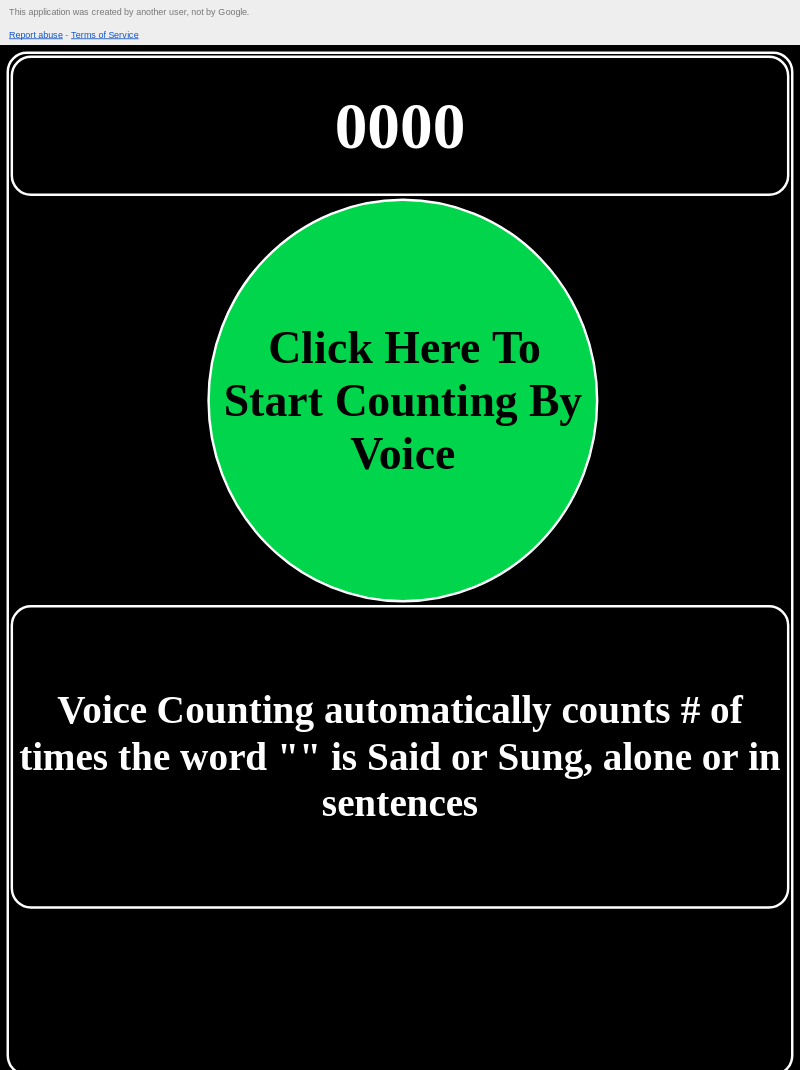 This application was created by another user, not by Google.
Report abuse - Terms of Service
0000
Click Here To
Start Counting By
Voice
Voice Counting automatically counts # of
times the word "" is Said or Sung, alone or in
sentences